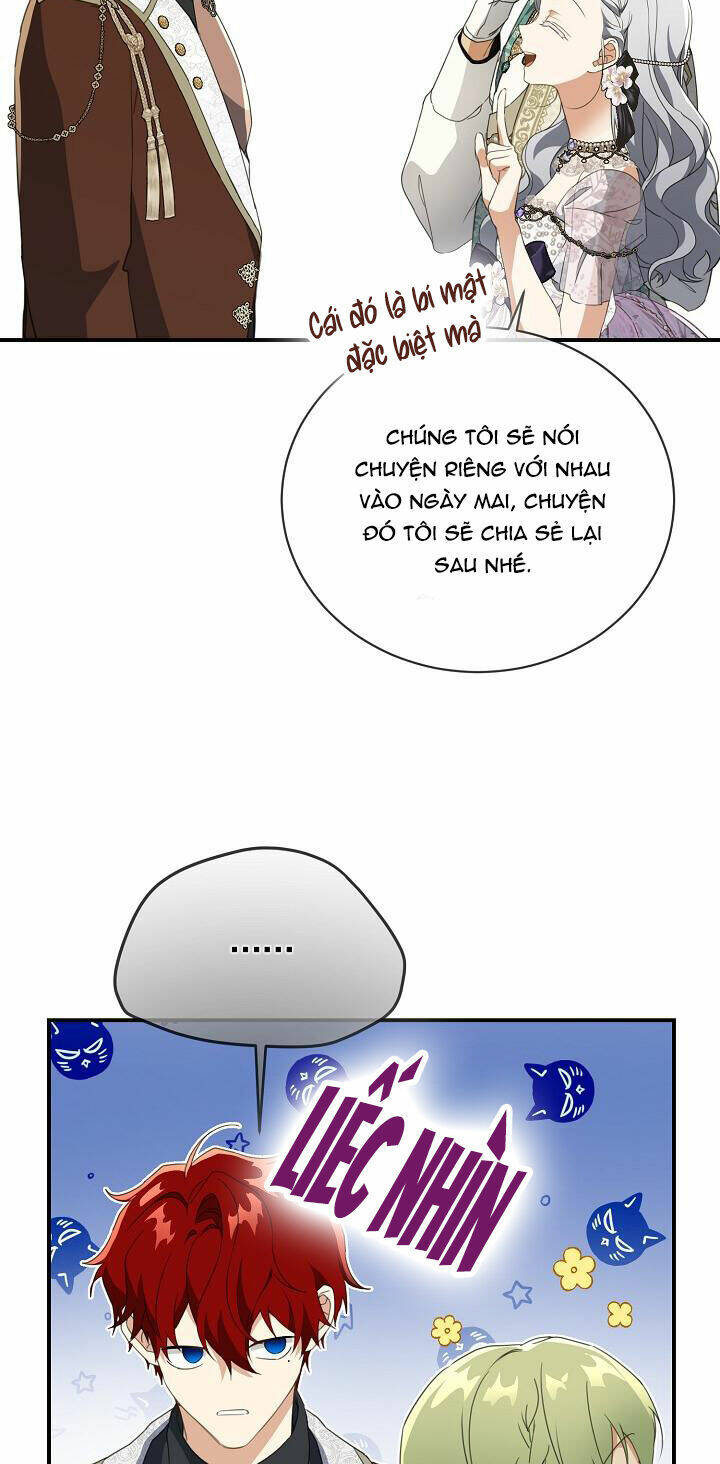 Cái đó là bí mật
đặc biệt mà
CHÚNG TÔI SẼ NÓI
CHUYỆN RIÊNG VỚI NHAU
VÀO NGÀY MAI, CHUYỆN
ĐÓ TÔI SẼ CHIA SẺ LẠI
SAU NHÉ.
......
LIẾC NHÌN